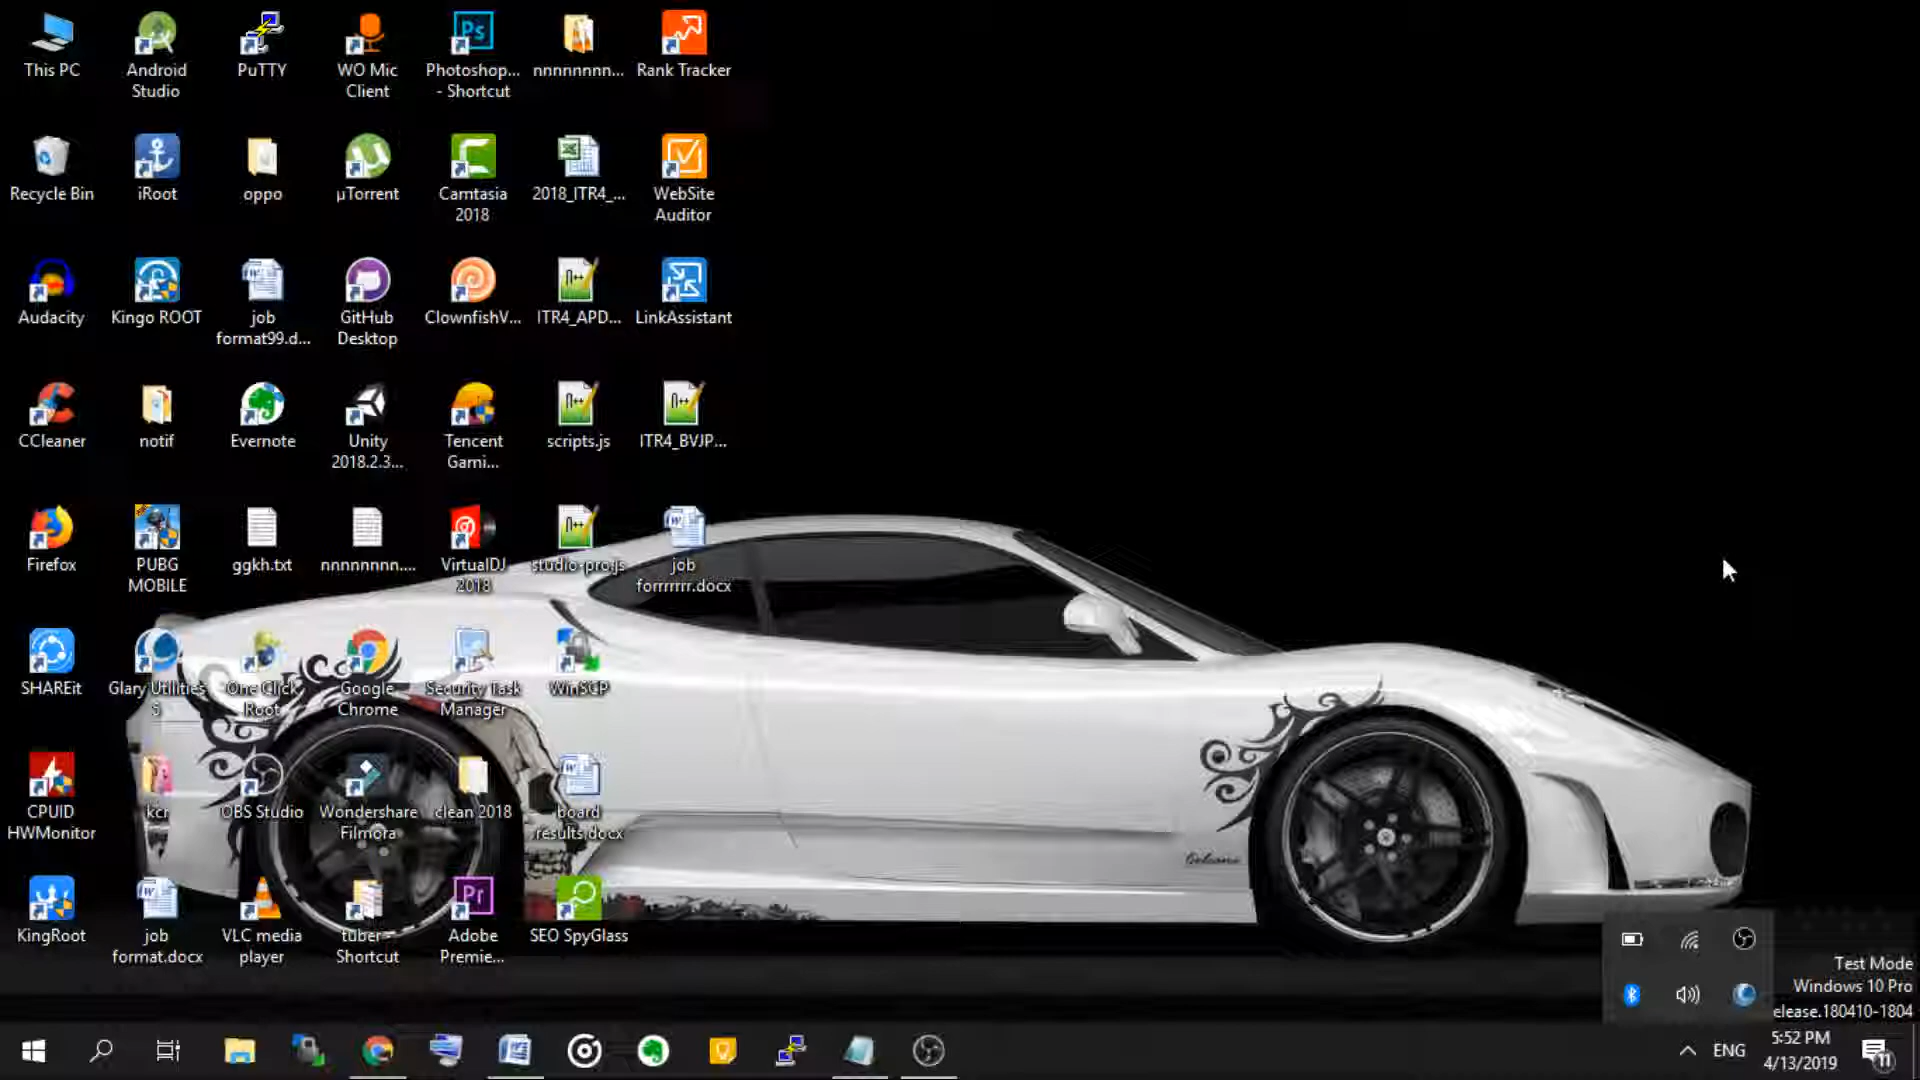 This PC
Android
Studio
PuTTY
WO Mic
Client
Photoshop...
- Shortcut
nnnnnnnn...
Rank Tracker
Recycle Bin
iRoot
oppo
µTorrent
Camtasia
2018
2018_ITR4_...
WebSite
Auditor
Audacity
Kingo ROOT
job
format99.d...
GitHub
Desktop
ClownfishV...
ITR4_APD...
LinkAssistant
CCleaner
notif
Evernote
Unity
2018.2.3...
Tencent
Gami...
scripts.js
ITR4_BVJP...
Firefox
PUBG
MOBILE
ggkh.txt
nnnnnnnn....
VirtualDJ
2018
studio-pro.js
job
forrrrrrr.docx
SHAREit
Glary Utilities
5
One Click
Root
Google
Chrome
Security Task
Manager
WinSCP
CPUID
HWMonitor
kcr
OBS Studio
Wondershare
Filmora
clean 2018
board
results.docx
KingRoot
job
format.docx
VLC media
player
tuber -
Shortcut
Adobe
Premie...
SEO SpyGlass
Test Mode
Windows 10 Pro
elease.180410-1804
ENG
5:52 PM
4/13/2019
11